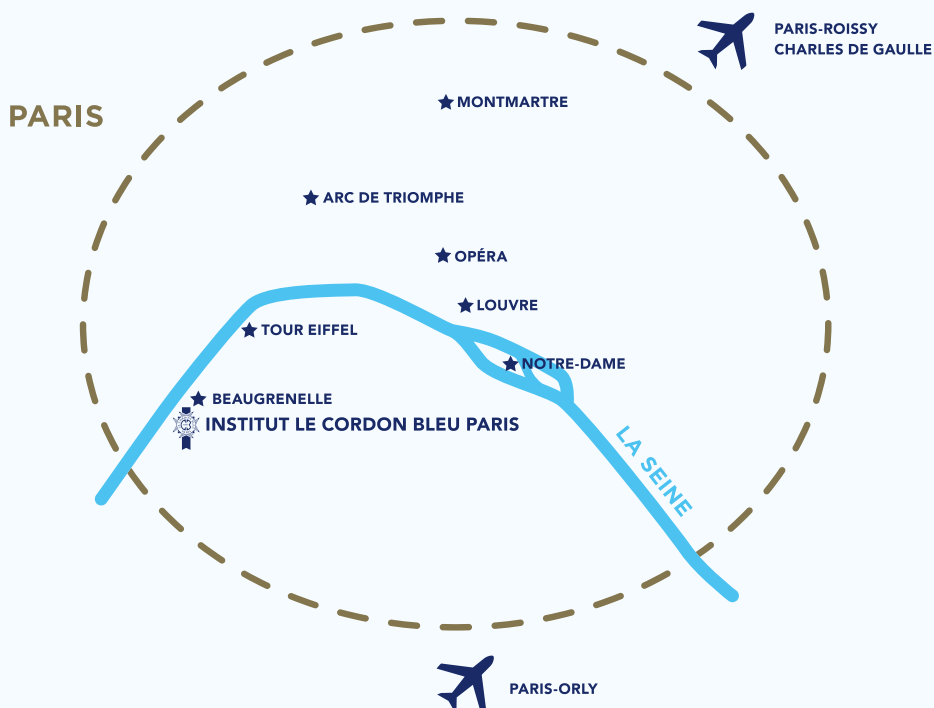 PARIS-ROISSY
CHARLES DE GAULLE
PARIS
MONTMARTRE
ARC DE TRIOMPHE
OPÉRA
LOUVRE
TOUR EIFFEL
NOTRE-DAME
BEAUGRENELLE
INSTITUT LE CORDON BLEU PARIS
LA SEINE
PARIS-ORLY